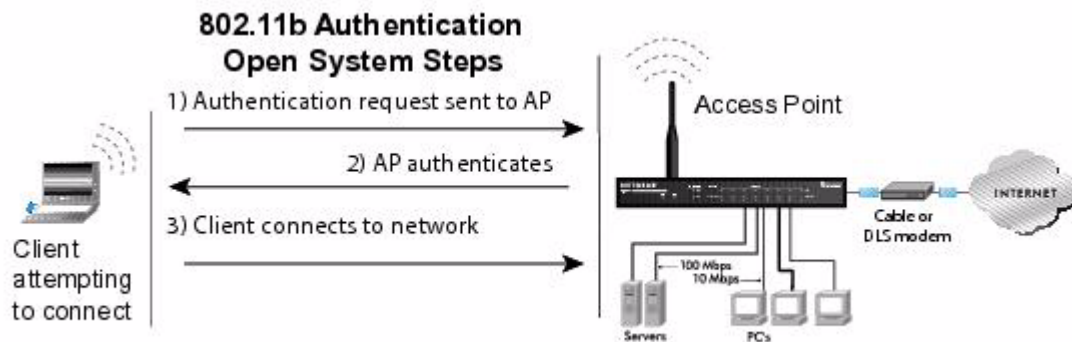 802.11b Authentication
Open System Steps
1) Authentication request sent to AP
2) AP authenticates
3) Client connects to network
Client
attempting
to connect
Access Point
NETGEAR
INTERNET
Cable or
DLS modem
100 Mbps
10 Mbps
Servers
PC's